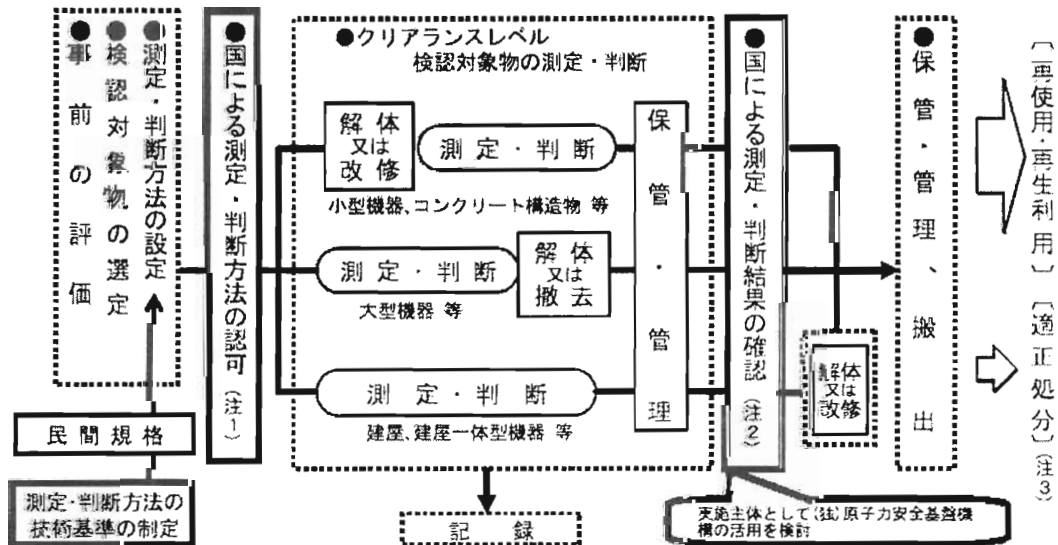 ●事前の評価
●検認対象物の選定
●測定・判断方法の設定
民間規格
測定・判断方法の
技術基準の制定
●国による測定・判断方法の認可（注1）
●クリアランスレベル
検認対象物の測定・判断
解体
又は
改修
測定・判断
小型機器、コンクリート構造物 等
測定・判断
解体
又は
撤去
大型機器 等
測定・判断
建屋、建屋一体型機器 等
保管・管理
記録
●国による測定・判断結果の確認（注2）
実施主体として（独）原子力安全基盤機
構の活用を検討
解体
又は
改修
●保管・管理、搬出
〔再使用・再生利用〕
〔適正処分〕（注3）